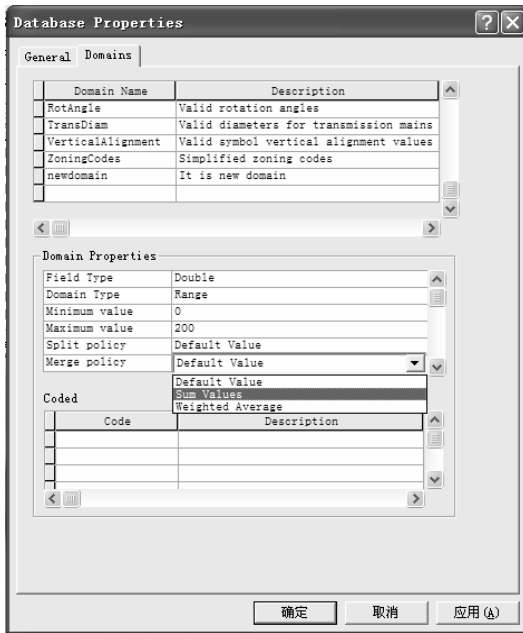 Database Properties
General Domains
Domain Name Description
RotAngle Valid rotation angles
TransDiam Valid diameters for transmission mains
VerticalAlignment Valid symbol vertical alignment values
ZoningCodes Simplified zoning codes
newdomain It is new domain
Domain Properties
Field Type Double
Domain Type Range
Minimum value 0
Maximum value 200
Split policy Default Value
Merge policy Default Value
Default Value
Sum Values
Weighted Average
Coded
Code Description
确定 取消 应用(A)